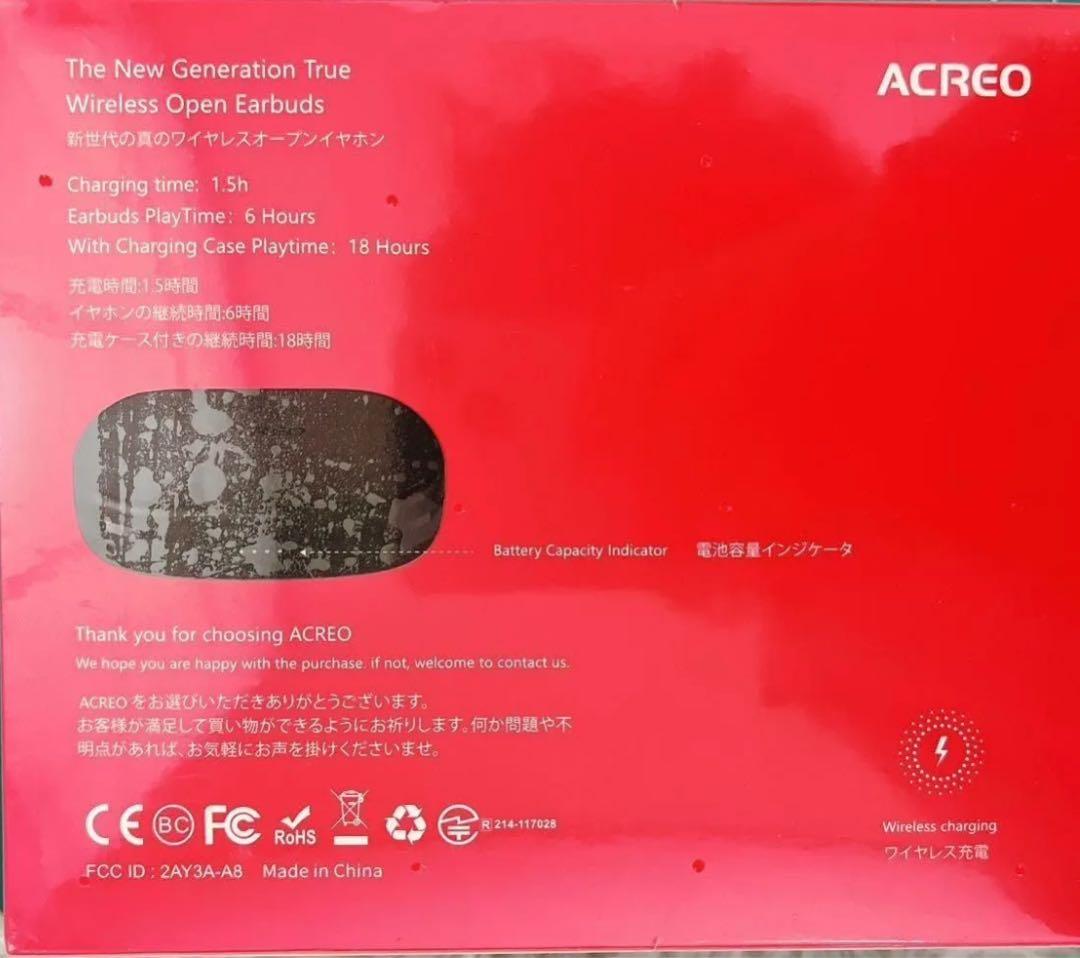 The New Generation True
Wireless Open Earbuds
新世代の真のワイヤレスオープンイヤホン
ACREO
Charging time: 1.5h
Earbuds PlayTime: 6 Hours
With Charging Case Playtime: 18 Hours
充電時間:1.5時間
イヤホンの継続時間:6時間
充電ケース付きの継続時間:18時間
Battery Capacity Indicator 電池容量インジケータ
Thank you for choosing ACREO
We hope you are happy with the purchase. if not, welcome to contact us.
ACREO をお選びいただきありがとうございます。
お客様が満足して買い物ができるようにお祈りします。何か問題や不
明点があれば、お気軽にお声を掛けくださいませ。
CE BC FC RoHS R 214-117028
FCC ID : 2AY3A-A8 Made in China
Wireless charging
ワイヤレス充電